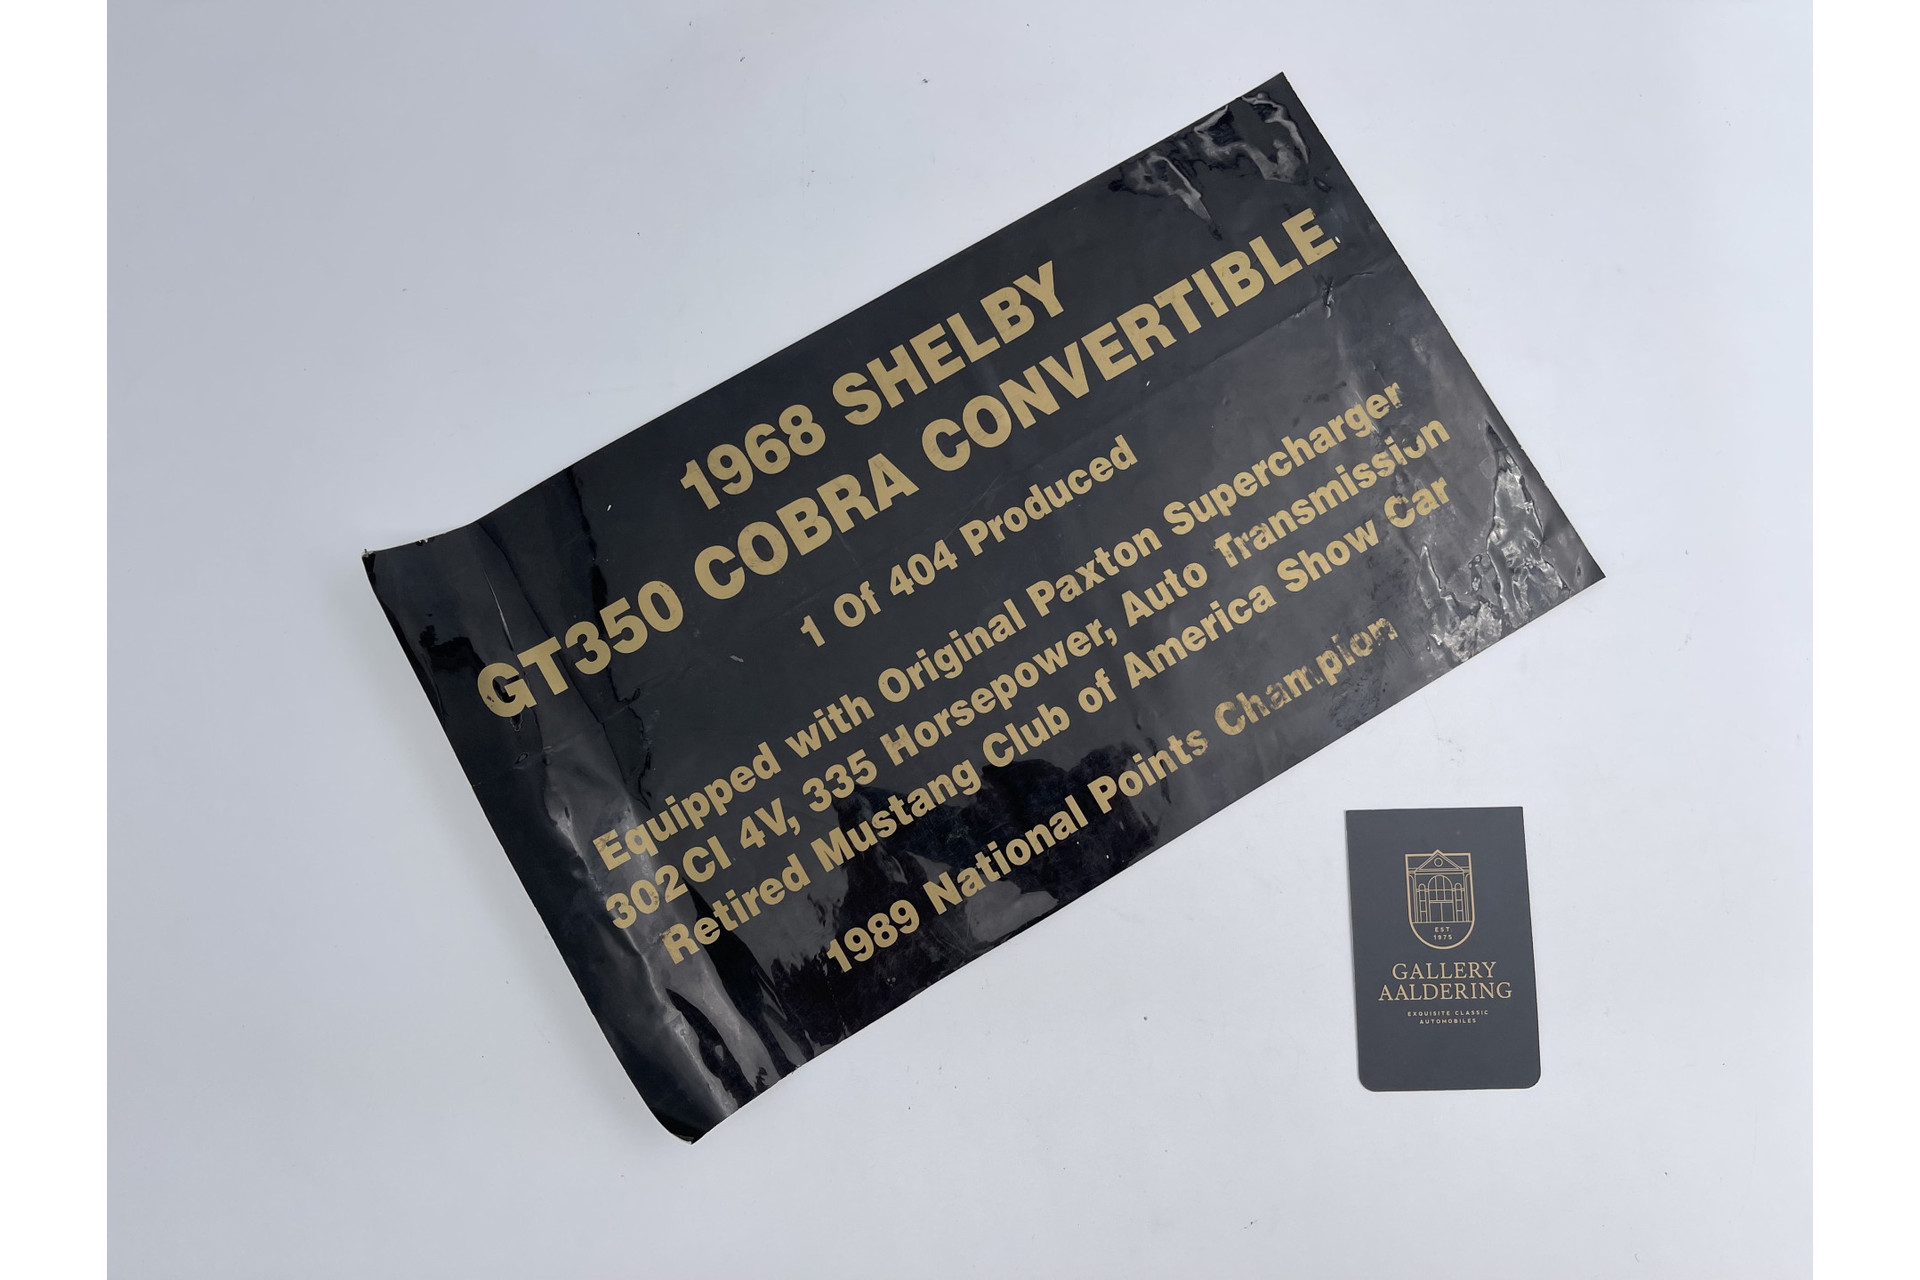 1968 SHELBY
GT350 COBRA CONVERTIBLE
1 Of 404 Produced
Equipped with Original Paxton Supercharger
302CI 4V, 335 Horsepower, Auto Transmission
Retired Mustang Club of America Show Car
1989 National Points Champion
EST.
1975
GALLERY
AALDERING
EXQUISITE CLASSIC
AUTOMOBILES